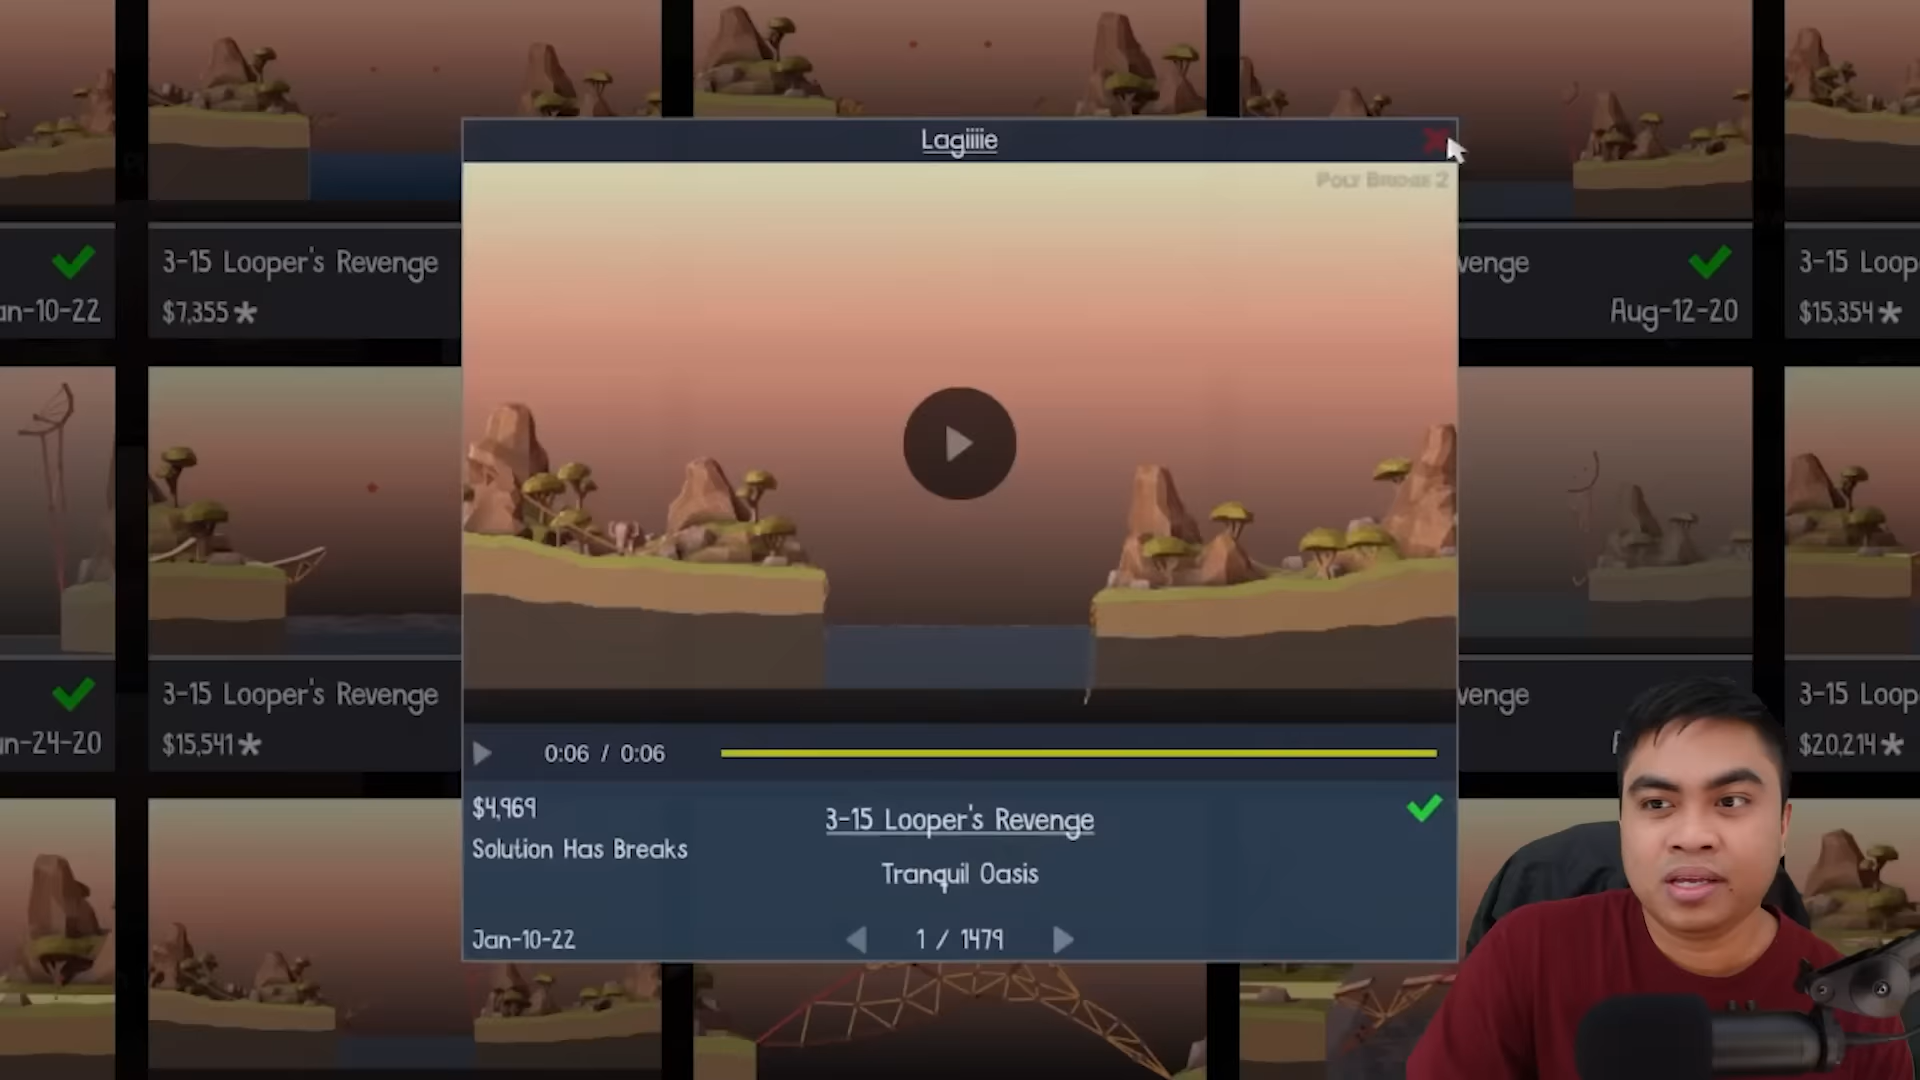 Lagiiiie
Poly Bridge 2
3-15 Looper's Revenge
$7,355*
an-10-22
venge
Aug-12-20
3-15 Loop
$15,354*
3-15 Looper's Revenge
$15,541*
un-24-20
venge
3-15 Loop
$20,214*
0:06 / 0:06
$4,969
Solution Has Breaks
3-15 Looper's Revenge
Tranquil Oasis
Jan-10-22
1 / 1479